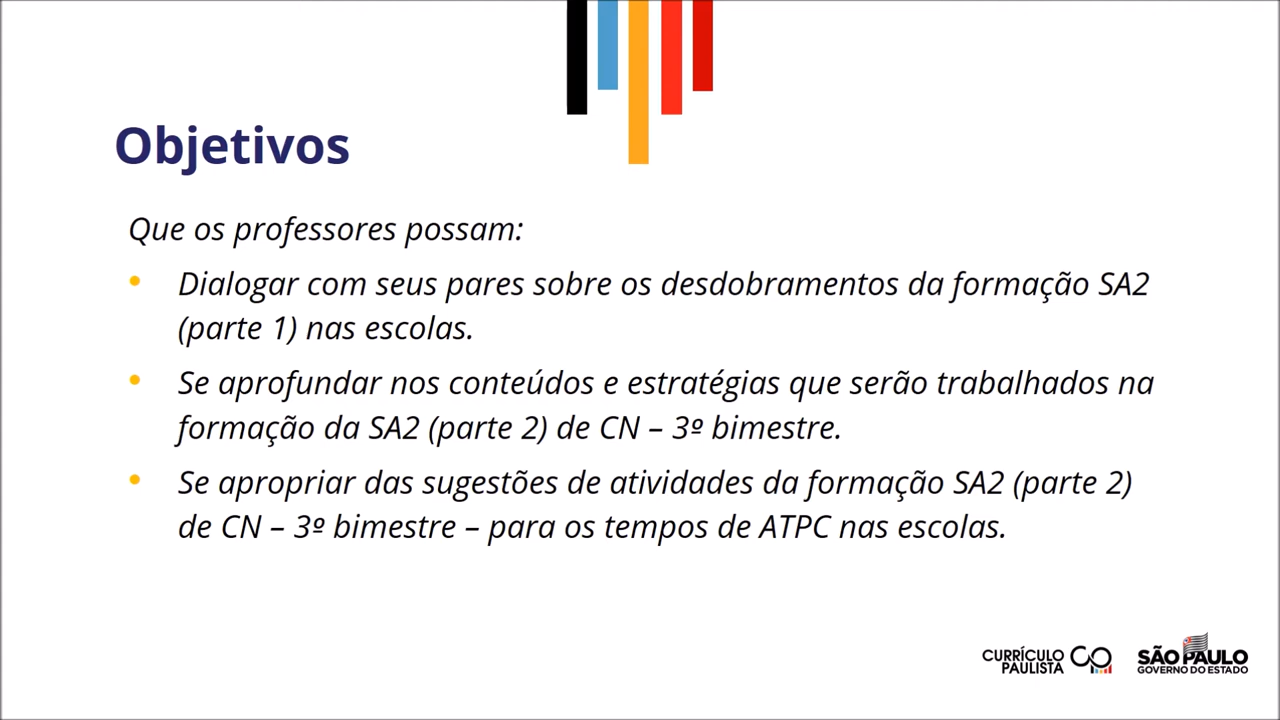 Objetivos
Que os professores possam:
• Dialogar com seus pares sobre os desdobramentos da formação SA2
(parte 1) nas escolas.
• Se aprofundar nos conteúdos e estratégias que serão trabalhados na
formação da SA2 (parte 2) de CN – 3º bimestre.
• Se apropriar das sugestões de atividades da formação SA2 (parte 2)
de CN – 3º bimestre – para os tempos de ATPC nas escolas.
CURRÍCULO
PAULISTA
SÃO PAULO
GOVERNO DO ESTADO